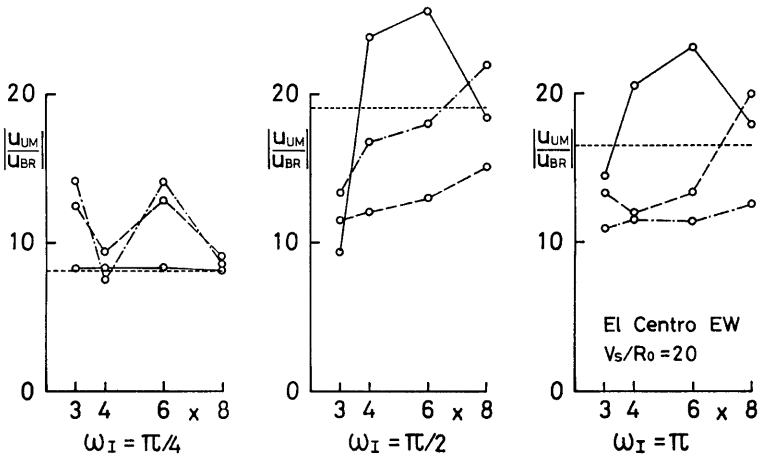 20
|u_UM/u_BR|
10
0
3 4 6 x 8
ω_I = π/4
20
|u_UM/u_BR|
10
0
3 4 6 x 8
ω_I = π/2
20
|u_UM/u_BR|
10
El Centro EW
Vs/R0 = 20
0
3 4 6 x 8
ω_I = π